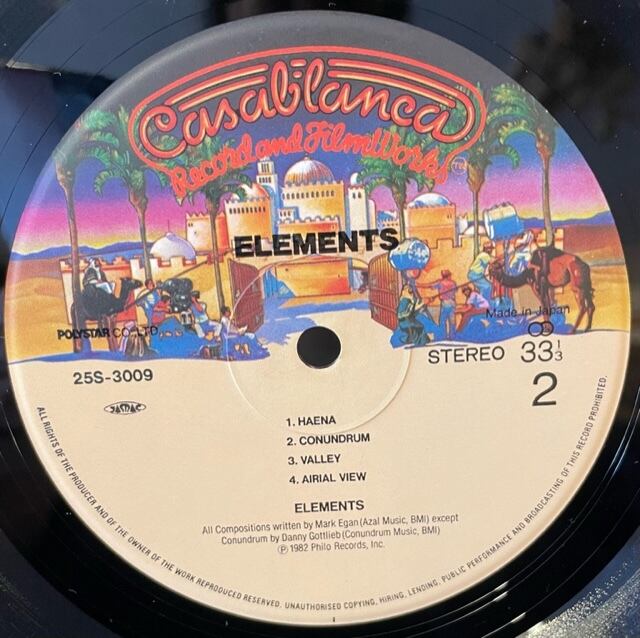 Casablanca
Record and FilmWorks
TM
ELEMENTS
Made in Japan
POLYSTAR CO., LTD.
STEREO 33 1/3
25S-3009
2
JASRAC
1. HAENA
2. CONUNDRUM
3. VALLEY
4. AIRIAL VIEW
ELEMENTS
All Compositions written by Mark Egan (Azal Music, BMI) except
Conundrum by Danny Gottlieb (Conundrum Music, BMI)
Ⓟ 1982 Philo Records, Inc.
ALL RIGHTS OF THE PRODUCER AND OF THE OWNER OF THE WORK REPRODUCED RESERVED. UNAUTHORISED COPYING, HIRING, LENDING, PUBLIC PERFORMANCE AND BROADCASTING OF THIS RECORD PROHIBITED.